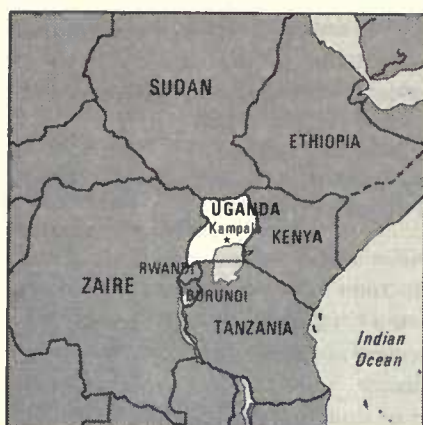 SUDAN
ETHIOPIA
UGANDA
Kampala
KENYA
RWANDA
ZAIRE
BURUNDI
TANZANIA
Indian
Ocean